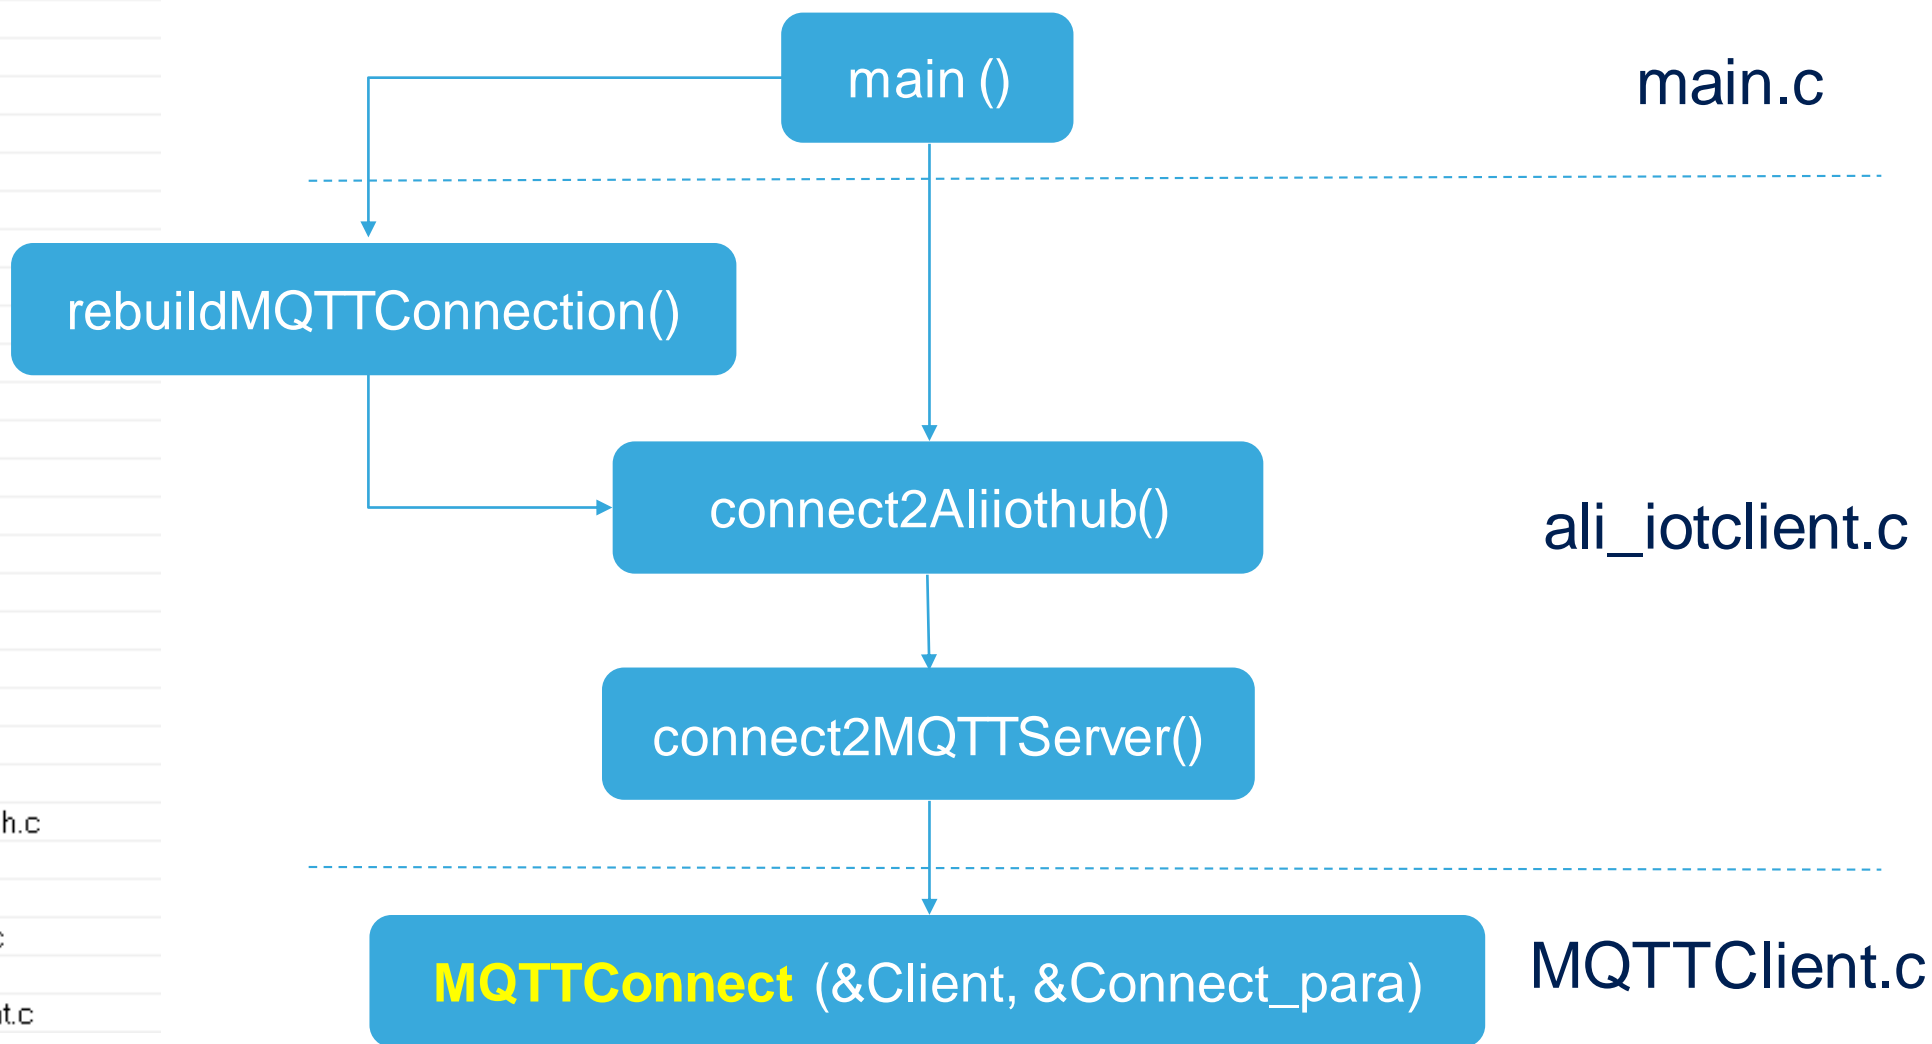 main ()
main.c
rebuildMQTTConnection()
connect2Aliiothub()
ali_iotclient.c
connect2MQTTServer()
h.c
MQTTConnect (&Client, &Connect_para)
MQTTClient.c
t.c